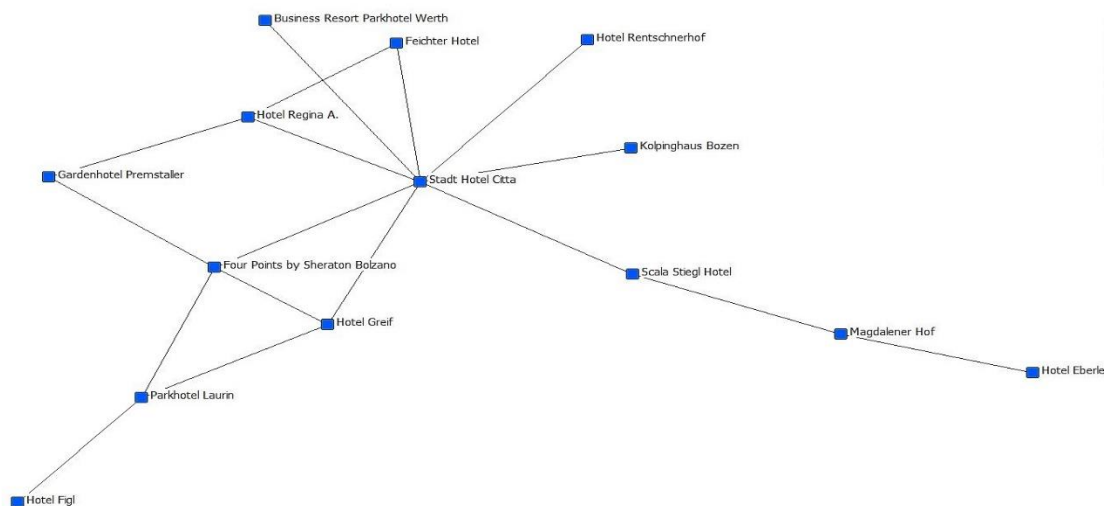 Business Resort Parkhotel Werth
Feichter Hotel
Hotel Rentschnerhof
Hotel Regina A.
Kolpinghaus Bozen
Gardenhotel Premstaller
Stadt Hotel Citta
Four Points by Sheraton Bolzano
Scala Stiegl Hotel
Hotel Greif
Magdalener Hof
Hotel Eberle
Parkhotel Laurin
Hotel Figl